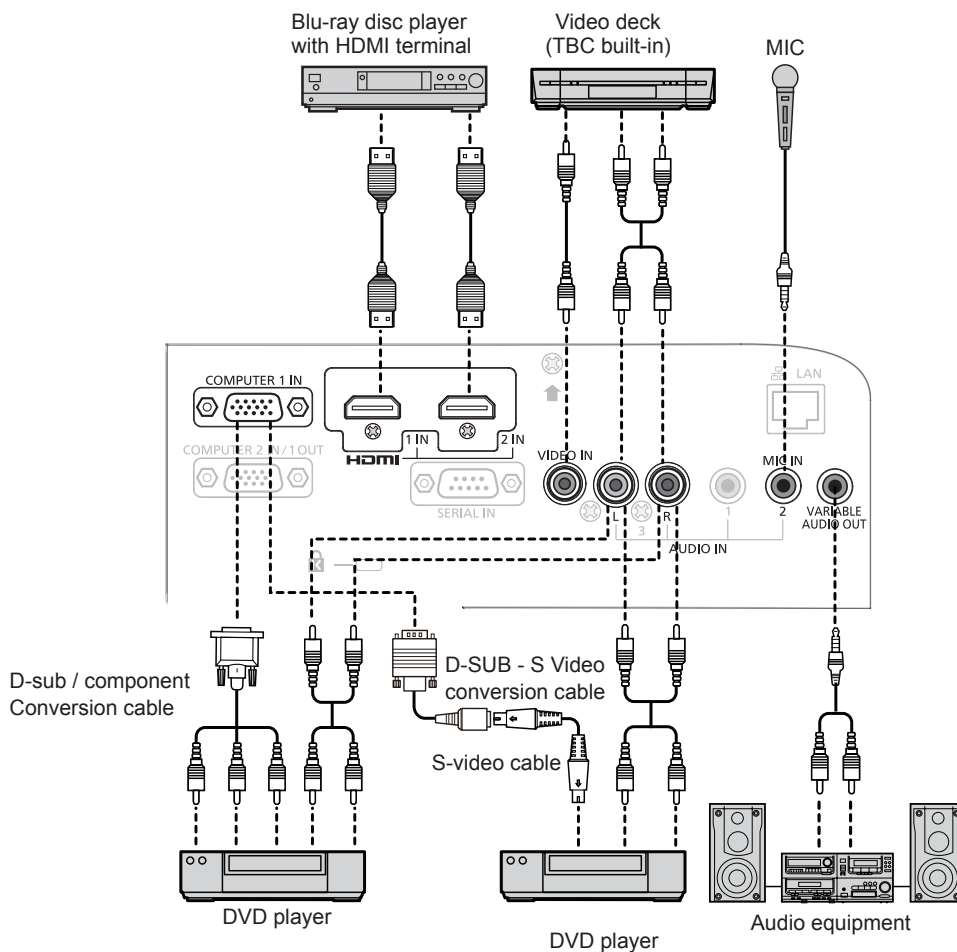 Blu-ray disc player
with HDMI terminal
Video deck
(TBC built-in)
MIC
COMPUTER 1 IN
LAN
COMPUTER 2 IN / 1 OUT
HDMI
1 IN
2 IN
SERIAL IN
VIDEO IN
MIC IN
L
R
1
2
VARIABLE
AUDIO OUT
3
AUDIO IN
K
D-sub / component
Conversion cable
D-SUB - S Video
conversion cable
S-video cable
DVD player
DVD player
Audio equipment